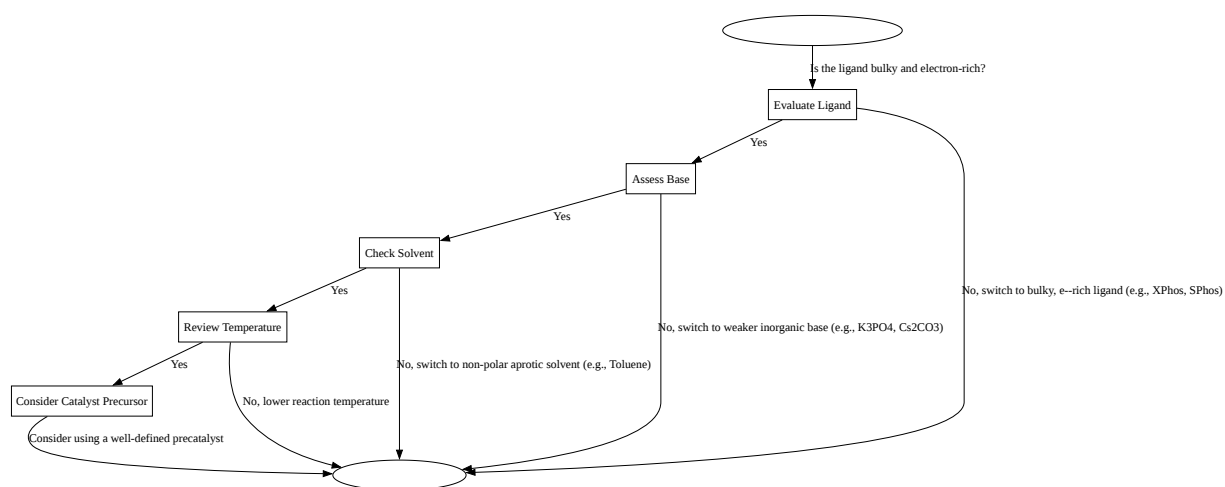 Is the ligand bulky and electron-rich?
Evaluate Ligand
Yes
Assess Base
Yes
Check Solvent
Yes
No, switch to bulky, e--rich ligand (e.g., XPhos, SPhos)
Review Temperature
No, switch to weaker inorganic base (e.g., K3PO4, Cs2CO3)
Yes
No, switch to non-polar aprotic solvent (e.g., Toluene)
Consider Catalyst Precursor
No, lower reaction temperature
Consider using a well-defined precatalyst